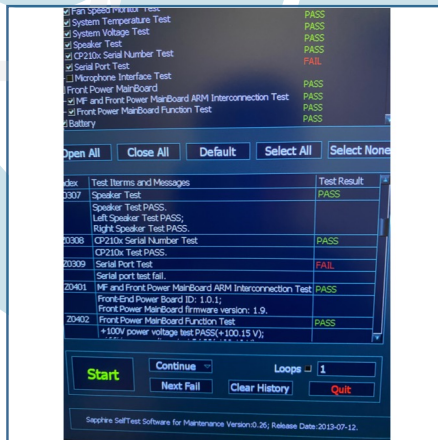 Fan Speed Monitor Test PASS
System Temperature Test PASS
System Voltage Test PASS
Speaker Test PASS
CP210x Serial Number Test PASS
Serial Port Test FAIL
Microphone Interface Test
Front Power MainBoard PASS
MF and Front Power MainBoard ARM Interconnection Test PASS
Front Power MainBoard Function Test PASS
Battery PASS
Open All Close All Default Select All Select None
Test Iterms and Messages Test Result
Z0307 Speaker Test PASS
Speaker Test PASS.
Left Speaker Test PASS;
Right Speaker Test PASS.
Z0308 CP210x Serial Number Test PASS
CP210x Test PASS.
Z0309 Serial Port Test FAIL
Serial port test fail.
Z0401 MF and Front Power MainBoard ARM Interconnection Test PASS
Front-End Power Board ID: 1.0.1;
Front Power MainBoard firmware version: 1.9.
Z0402 Front Power MainBoard Function Test PASS
+100V power voltage test PASS(+100.15 V);
Start Continue Loops 1
Next Fail Clear History Quit
Sapphire SelfTest Software for Maintenance Version:0.26; Release Date:2013-07-12.